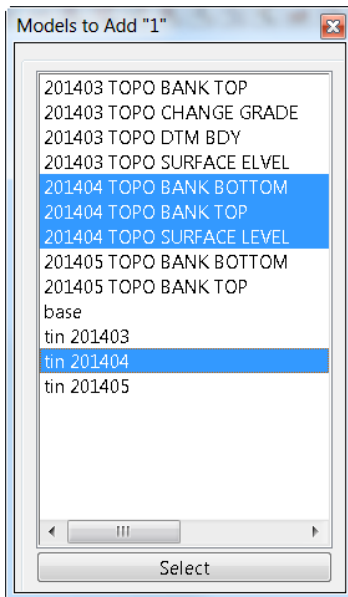 Models to Add "1"
201403 TOPO BANK TOP
201403 TOPO CHANGE GRADE
201403 TOPO DTM BDY
201403 TOPO SURFACE ELVEL
201404 TOPO BANK BOTTOM
201404 TOPO BANK TOP
201404 TOPO SURFACE LEVEL
201405 TOPO BANK BOTTOM
201405 TOPO BANK TOP
base
tin 201403
tin 201404
tin 201405
Select